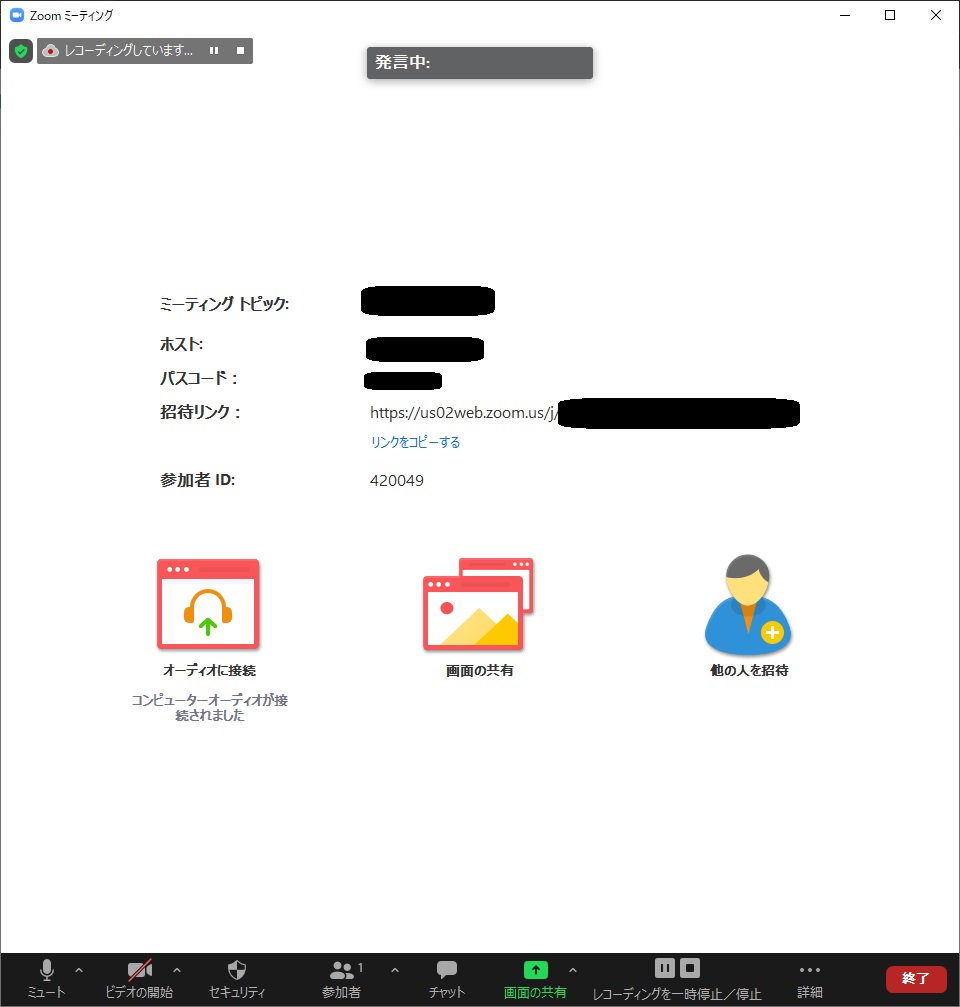 Zoom ミーティング
レコーディングしています...
発言中:
ミーティング トピック:
ホスト:
パスコード：
招待リンク：
https://us02web.zoom.us/j/
リンクをコピーする
参加者 ID:
420049
オーディオに接続
画面の共有
他の人を招待
コンピューターオーディオが接
続されました
1
ミュート
ビデオの開始
セキュリティ
参加者
チャット
画面の共有
レコーディングを一時停止／停止
詳細
終了